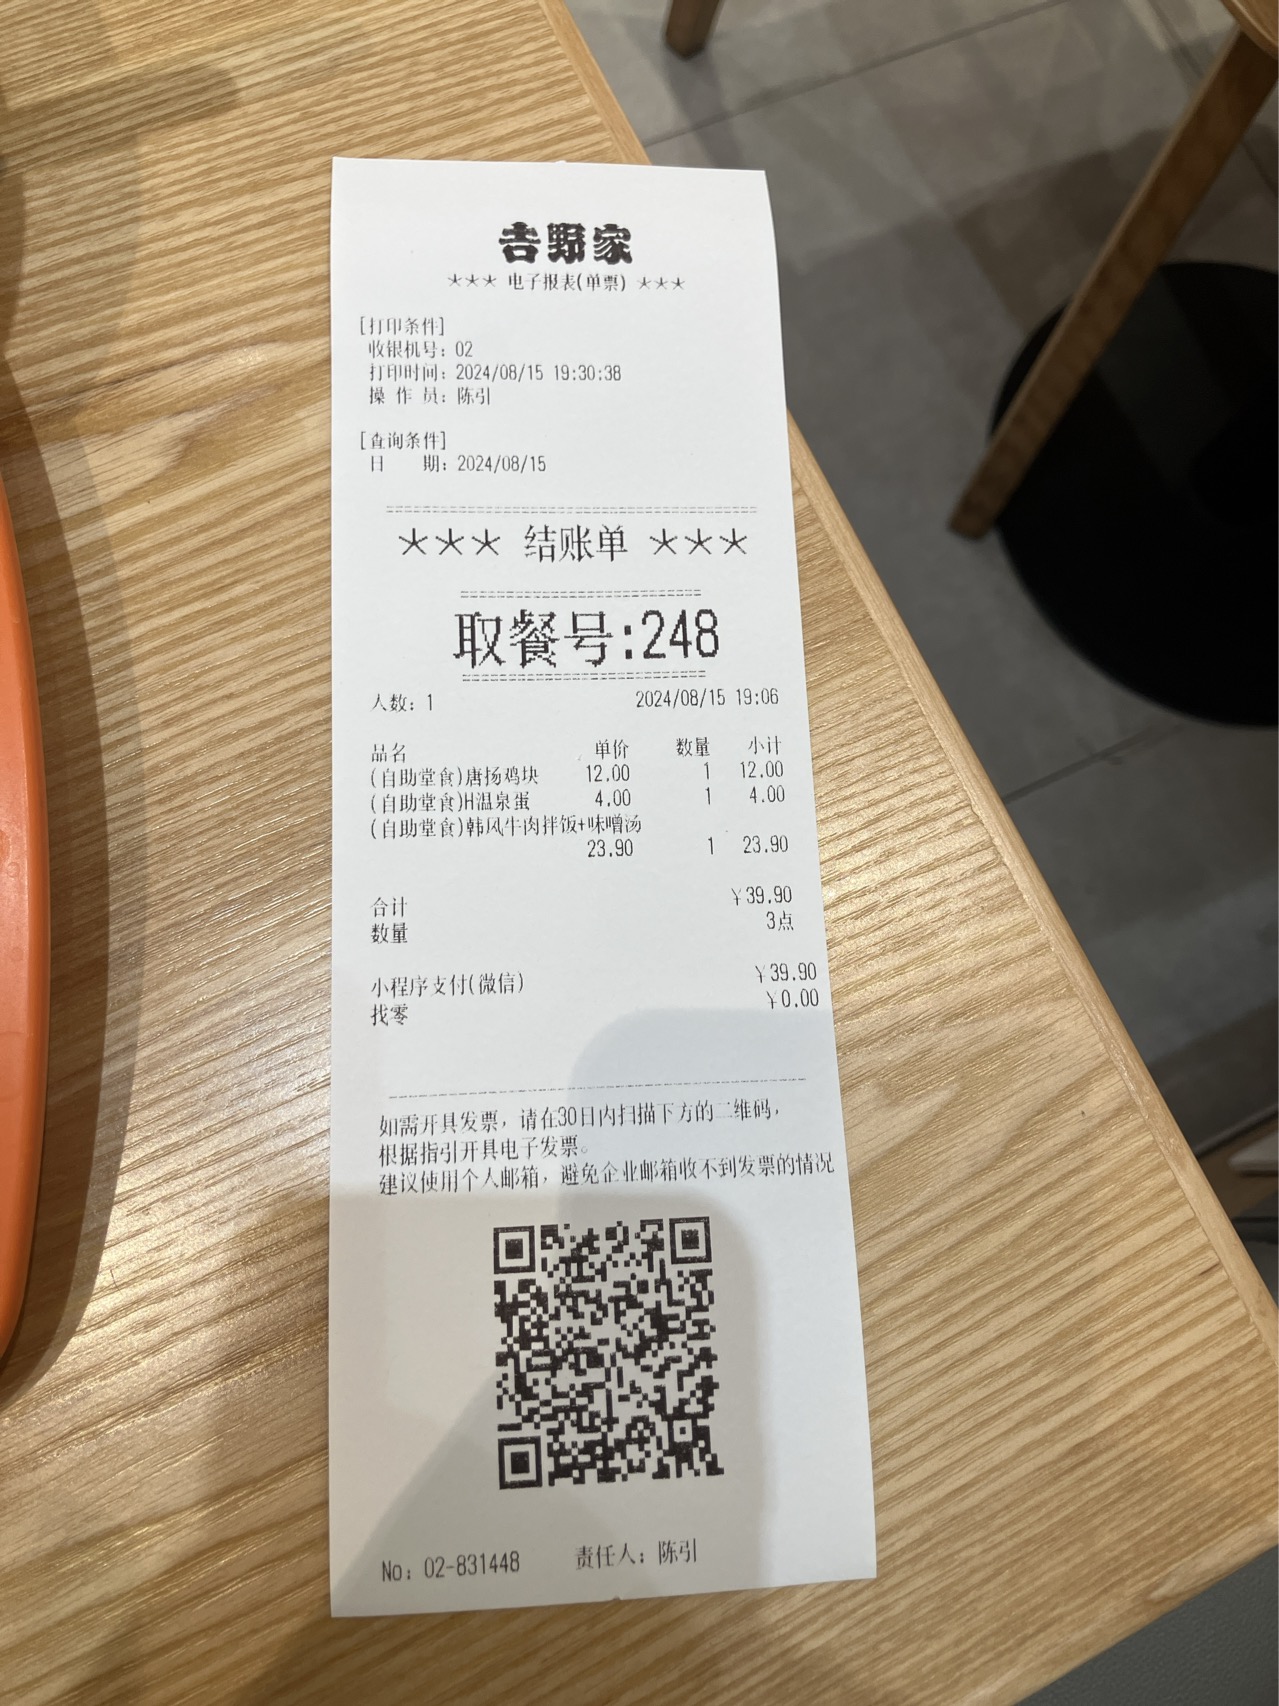 吉野家
*** 电子报表(单票) ***
[打印条件]
收银机号：02
打印时间：2024/08/15 19:30:38
操 作 员：陈引
[查询条件]
日 期：2024/08/15
*** 结账单 ***
取餐号:248
人数：1 2024/08/15 19:06
品名 单价 数量 小计
(自助堂食)唐扬鸡块 12.00 1 12.00
(自助堂食)H温泉蛋 4.00 1 4.00
(自助堂食)韩风牛肉拌饭+味噌汤
23.90 1 23.90
合计 ¥39.90
数量 3点
小程序支付(微信) ¥39.90
找零 ¥0.00
如需开具发票，请在30日内扫描下方的二维码，
根据指引开具电子发票。
建议使用个人邮箱，避免企业邮箱收不到发票的情况
No：02-831448 责任人：陈引